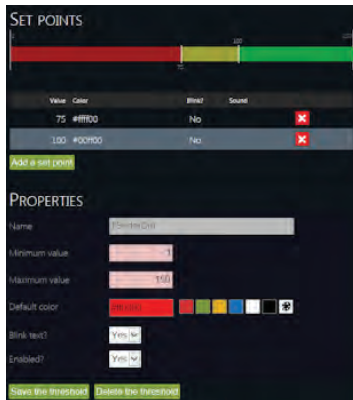 SET POINTS
100
75
Value Color Blink? Sound
75 #ffff00 No
100 #00ff00 No
Add a set point
PROPERTIES
Name
Minimum value
Maximum value 150
Default color
Blink text? Yes
Enabled? Yes
Save the threshold Delete the threshold